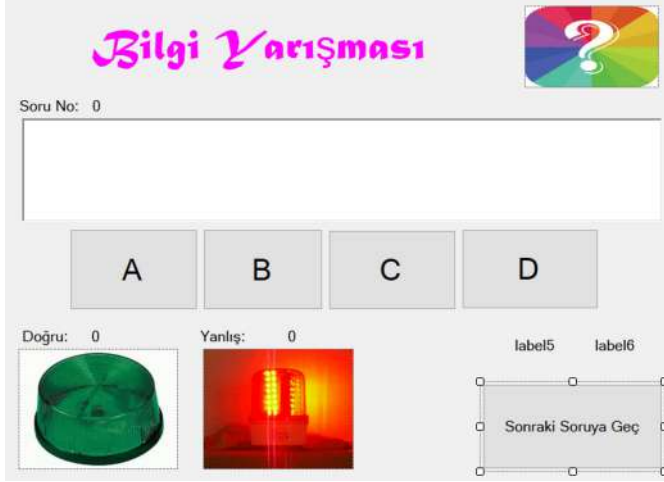 Bilgi Yarışması
?
Soru No: 0
A B C D
Doğru: 0 Yanlış: 0
label5 label6
Sonraki Soruya Geç